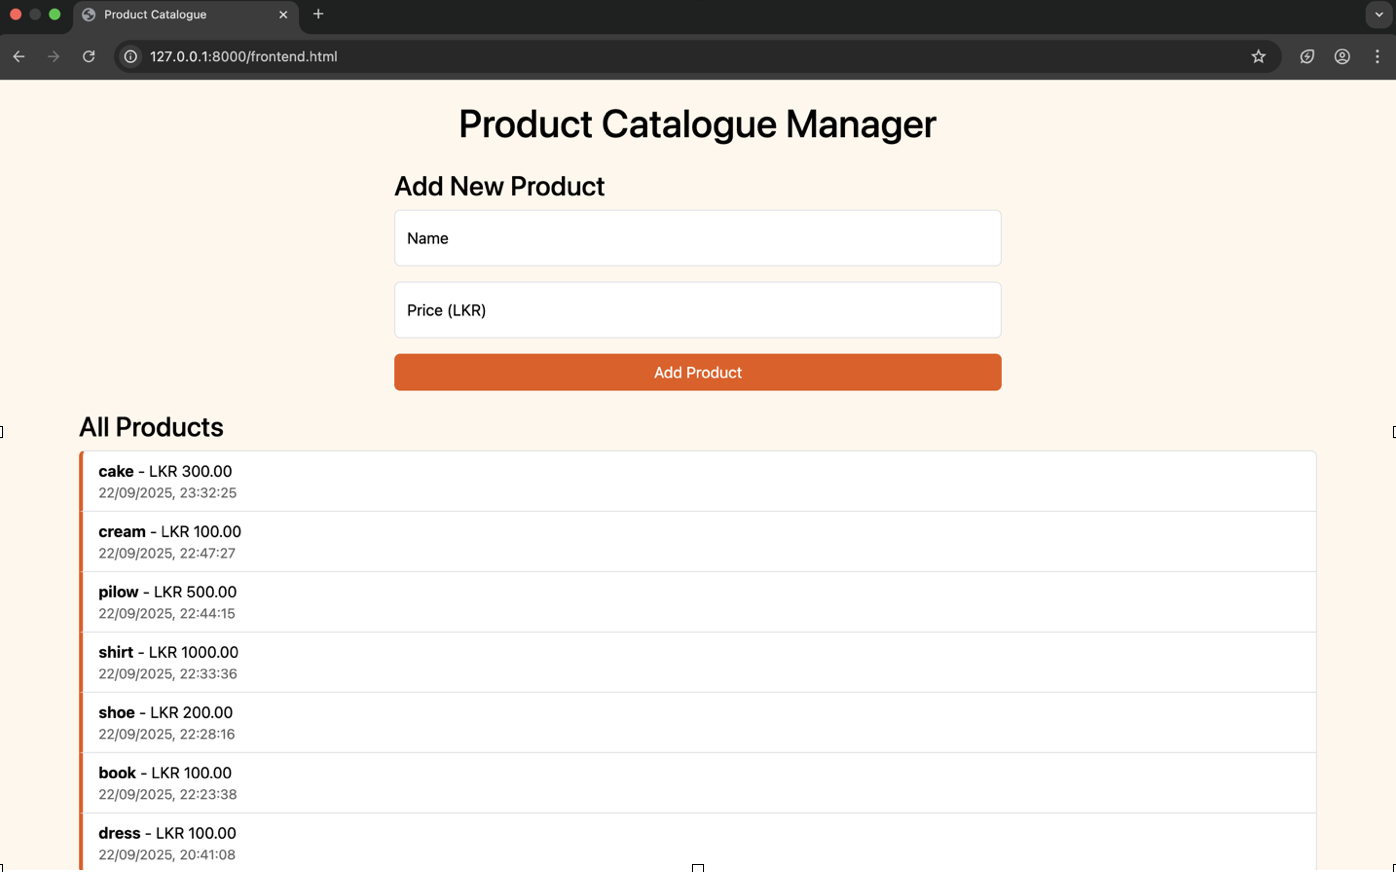 Product Catalogue
127.0.0.1:8000/frontend.html
Product Catalogue Manager
Add New Product
Name
Price (LKR)
Add Product
All Products
cake - LKR 300.00
22/09/2025, 23:32:25
cream - LKR 100.00
22/09/2025, 22:47:27
pilow - LKR 500.00
22/09/2025, 22:44:15
shirt - LKR 1000.00
22/09/2025, 22:33:36
shoe - LKR 200.00
22/09/2025, 22:28:16
book - LKR 100.00
22/09/2025, 22:23:38
dress - LKR 100.00
22/09/2025, 20:41:08